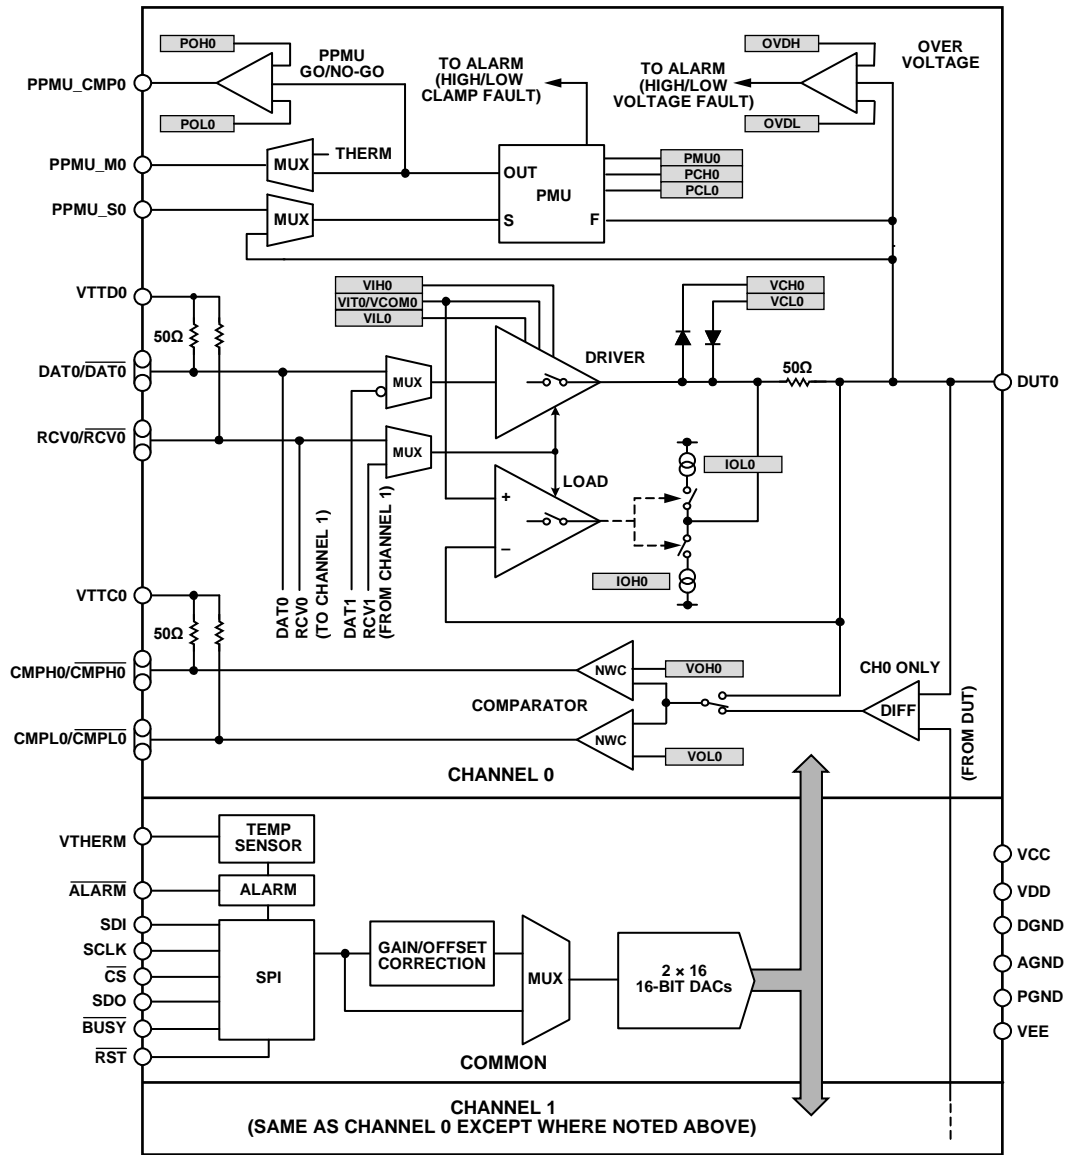 POH0
PPMU
GO/NO-GO
PPMU_CMP0
POL0
TO ALARM
(HIGH/LOW
CLAMP FAULT)
TO ALARM
(HIGH/LOW
VOLTAGE FAULT)
OVDH
OVDL
OVER
VOLTAGE
PPMU_M0
MUX
THERM
OUT
PMU
S
F
PMU0
PCH0
PCL0
PPMU_S0
MUX
VTTD0
50Ω
VIH0
VIT0/VCOM0
VIL0
VCH0
VCL0
DAT0/DAT0
MUX
DRIVER
50Ω
DUT0
RCV0/RCV0
MUX
LOAD
+
–
IOL0
IOH0
DAT0
RCV0
(TO CHANNEL 1)
DAT1
RCV1
(FROM CHANNEL 1)
VTTC0
50Ω
CMPH0/CMPH0
NWC
VOH0
COMPARATOR
CH0 ONLY
DIFF
(FROM DUT)
CMPL0/CMPL0
NWC
VOL0
CHANNEL 0
VTHERM
TEMP
SENSOR
ALARM
ALARM
SDI
SCLK
CS
SDO
BUSY
RST
SPI
GAIN/OFFSET
CORRECTION
MUX
2 × 16
16-BIT DACs
COMMON
VCC
VDD
DGND
AGND
PGND
VEE
CHANNEL 1
(SAME AS CHANNEL 0 EXCEPT WHERE NOTED ABOVE)